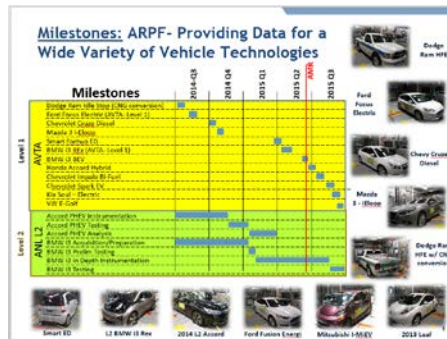 Milestones: ARPF- Providing Data for a
Wide Variety of Vehicle Technologies
AMR
2014-Q3
2014 Q4
2015 Q1
2015 Q2
2015 Q3
Milestones
Level 1
AVTA
Dodge Ram Idle Stop (CNG conversion)
Ford Focus Electric (AVTA- Level 1)
Chevrolet Cruze Diesel
Mazda 3 i-Eloop
Smart Fortwo ED
BMW i3 REx (AVTA- Level 1)
BMW i3 BEV
Honda Accord Hybrid
Chevrolet Impala Bi-Fuel
Chevrolet Spark EV
Kia Soul - Electric
VW E-Golf
Level 2
ANL L2
Accord PHEV Instrumentation
Accord PHEV Testing
Accord PHEV Analysis
BMW i3 Acquisition/Preparation
BMW i3 Prelim Testing
BMW i3 In Depth Instrumentation
BMW i3 Testing
Dodge
Ram HFE
Ford
Focus
Electric
Chevy Cruze
Diesel
Mazda
3 - iEloop
Dodge Ram
HFE w/ CNG
conversion
Smart ED
L2 BMW i3 Rex
2014 L2 Accord
Ford Fusion Energi
Mitsubishi I-MiEV
2013 Leaf